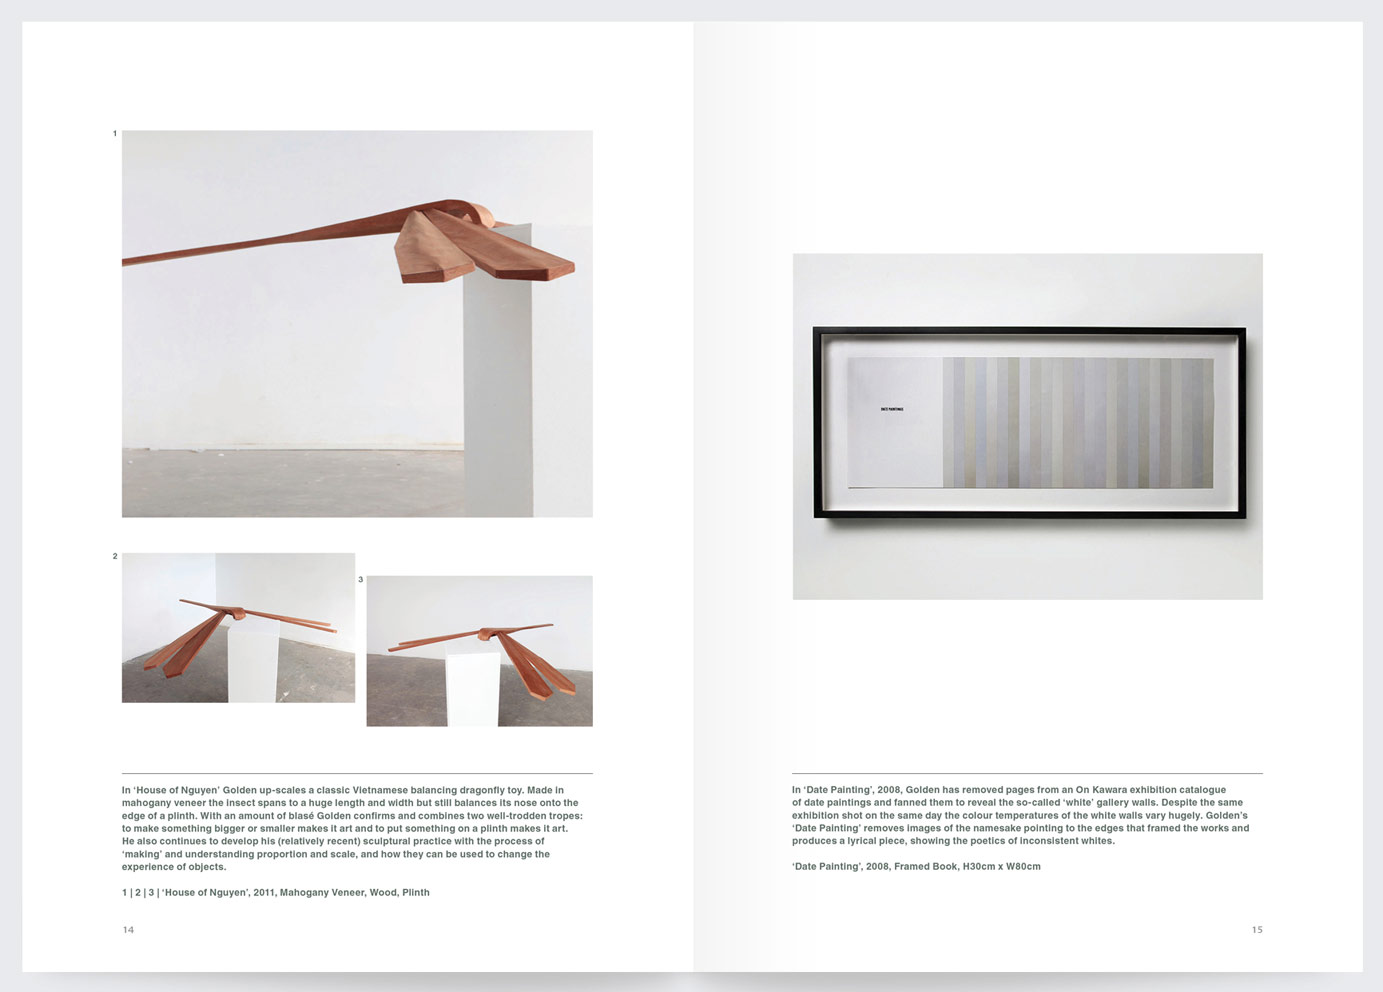 1
2
3
In ‘House of Nguyen’ Golden up-scales a classic Vietnamese balancing dragonfly toy. Made in
mahogany veneer the insect spans to a huge length and width but still balances its nose onto the
edge of a plinth. With an amount of blasé Golden confirms and combines two well-trodden tropes:
to make something bigger or smaller makes it art and to put something on a plinth makes it art.
He also continues to develop his (relatively recent) sculptural practice with the process of
‘making’ and understanding proportion and scale, and how they can be used to change the
experience of objects.
1 | 2 | 3 | ‘House of Nguyen’, 2011, Mahogany Veneer, Wood, Plinth
14
DATE PAINTINGS
In ‘Date Painting’, 2008, Golden has removed pages from an On Kawara exhibition catalogue
of date paintings and fanned them to reveal the so-called ‘white’ gallery walls. Despite the same
exhibition shot on the same day the colour temperatures of the white walls vary hugely. Golden’s
‘Date Painting’ removes images of the namesake pointing to the edges that framed the works and
produces a lyrical piece, showing the poetics of inconsistent whites.
‘Date Painting’, 2008, Framed Book, H30cm x W80cm
15